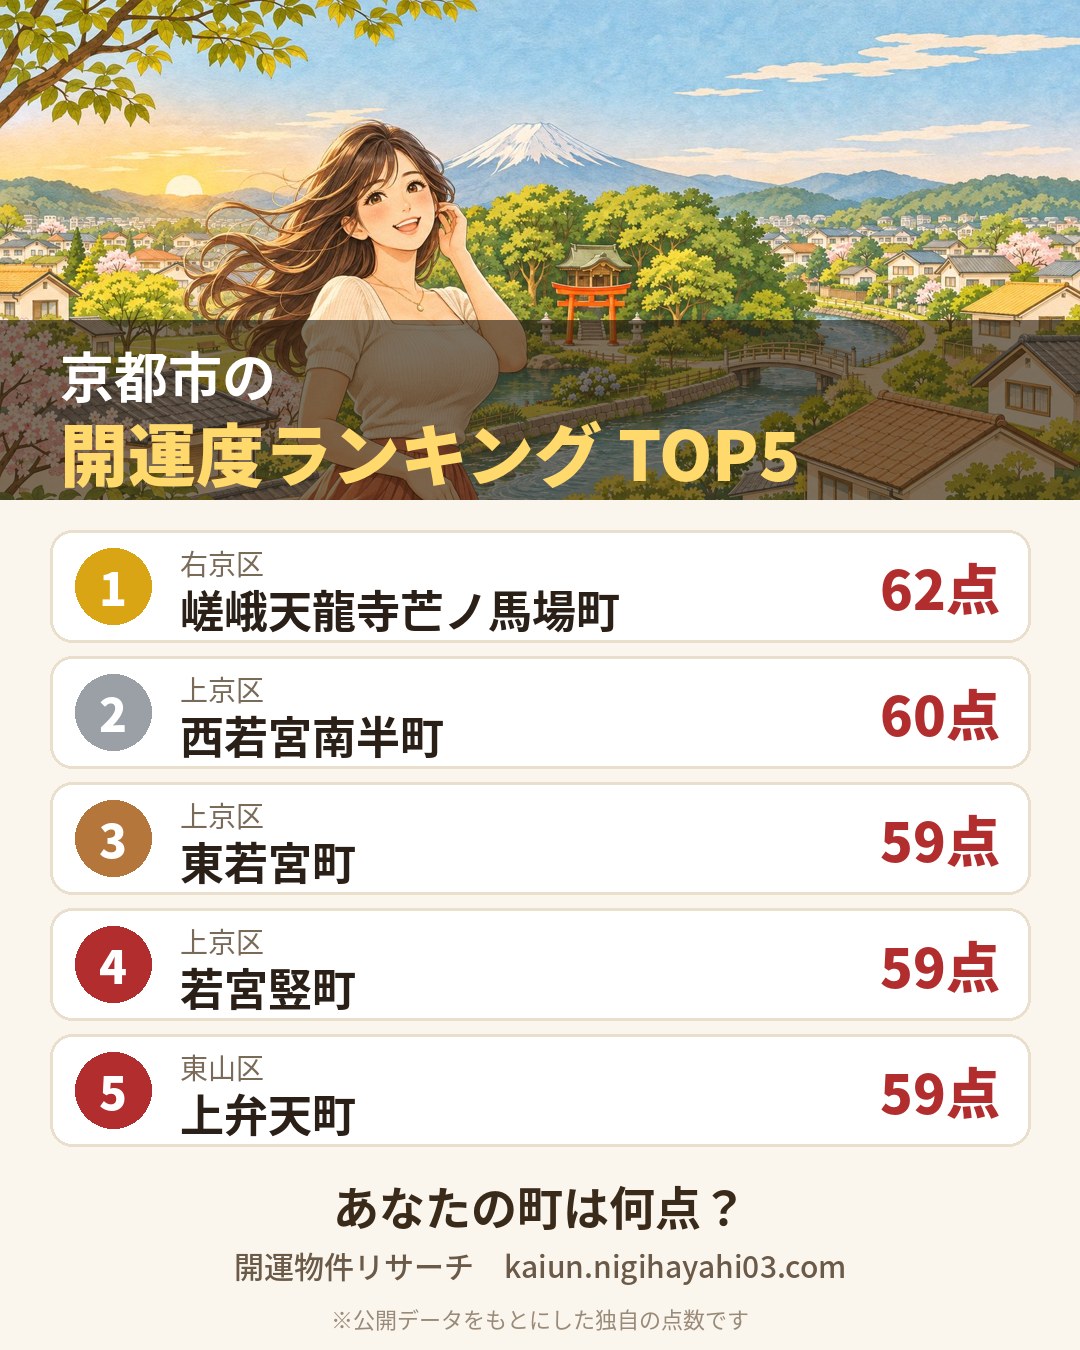 京都市の
開運度ランキング TOP5
1
右京区
嵯峨天龍寺芒ノ馬場町
62点
2
上京区
西若宮南半町
60点
3
上京区
東若宮町
59点
4
上京区
若宮竪町
59点
5
東山区
上弁天町
59点
あなたの町は何点？
開運物件リサーチ　kaiun.nigihayahi03.com
※公開データをもとにした独自の点数です